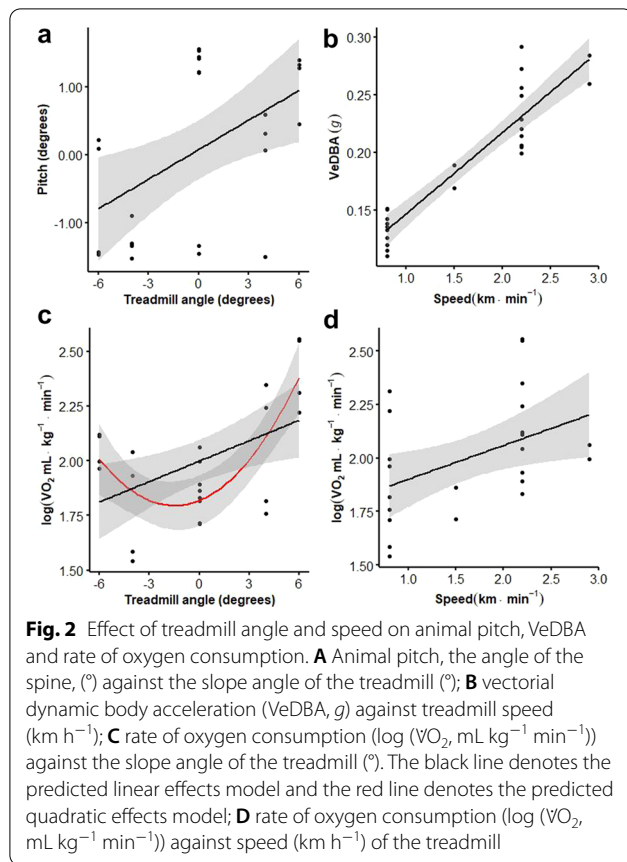 a
1.00
0.00
-1.00
Pitch (degrees)
-6 -3 0 3 6
Treadmill angle (degrees)
b
0.30
0.25
0.20
0.15
VeDBA (g)
1.0 1.5 2.0 2.5 3.0
Speed(km · min⁻¹)
c
2.50
2.25
2.00
1.75
1.50
log(VO₂ mL · kg⁻¹ · min⁻¹)
-6 -3 0 3 6
Treadmill angle (degrees)
d
2.50
2.25
2.00
1.75
1.50
log(VO₂ mL · kg⁻¹ · min⁻¹)
1.0 1.5 2.0 2.5 3.0
Speed(km · min⁻¹)
Fig. 2 Effect of treadmill angle and speed on animal pitch, VeDBA
and rate of oxygen consumption. A Animal pitch, the angle of the
spine, (°) against the slope angle of the treadmill (°); B vectorial
dynamic body acceleration (VeDBA, g) against treadmill speed
(km h⁻¹); C rate of oxygen consumption (log (V̶O₂, mL kg⁻¹ min⁻¹))
against the slope angle of the treadmill (°). The black line denotes the
predicted linear effects model and the red line denotes the predicted
quadratic effects model; D rate of oxygen consumption (log (V̶O₂,
mL kg⁻¹ min⁻¹)) against speed (km h⁻¹) of the treadmill